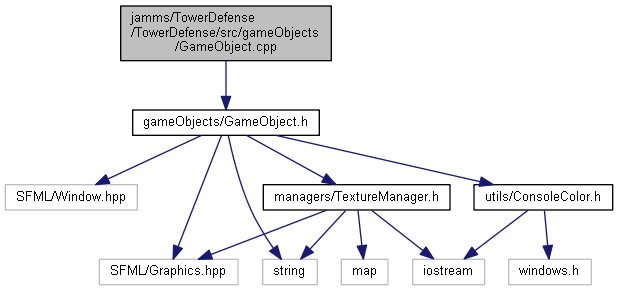 jamms/TowerDefense
/TowerDefense/src/gameObjects
/GameObject.cpp
gameObjects/GameObject.h
SFML/Window.hpp
managers/TextureManager.h
utils/ConsoleColor.h
SFML/Graphics.hpp
string
map
iostream
windows.h